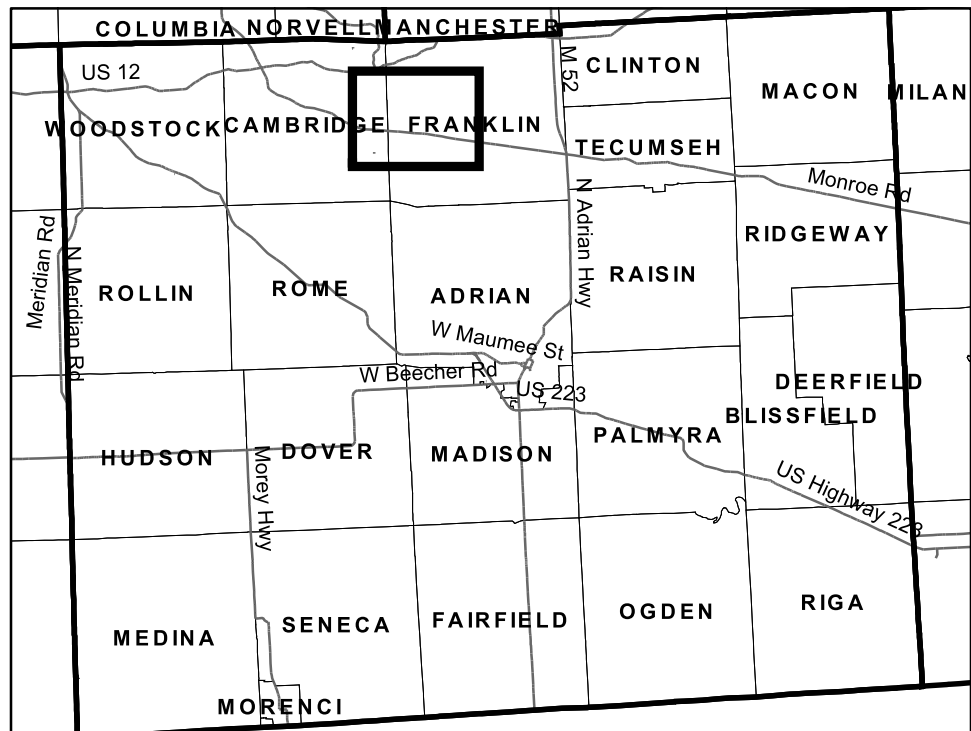 COLUMBIA
NORVELL
MANCHESTER
US 12
M 52
CLINTON
MACON
MILAN
WOODSTOCK
CAMBRIDGE
FRANKLIN
TECUMSEH
Monroe Rd
Meridian Rd
N Meridian Rd
N Adrian Hwy
RIDGEWAY
ROLLIN
ROME
ADRIAN
RAISIN
W Maumee St
W Beecher Rd
US 223
DEERFIELD
BLISSFIELD
HUDSON
DOVER
MADISON
PALMYRA
Morey Hwy
US Highway 223
MEDINA
SENECA
FAIRFIELD
OGDEN
RIGA
MORENCI